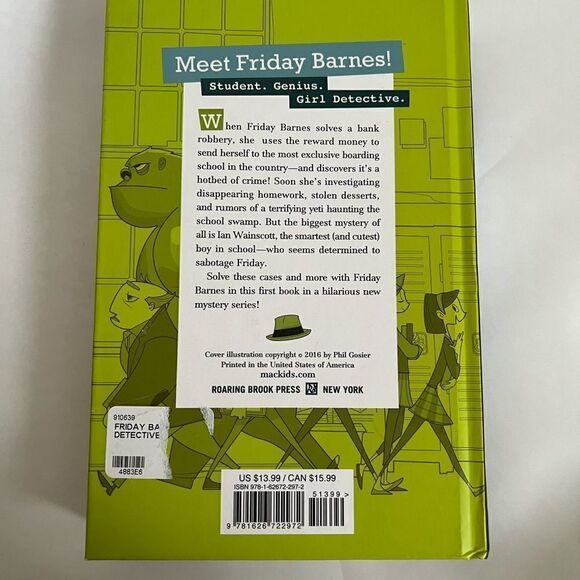 Meet Friday Barnes!
Student. Genius.
Girl Detective.
When Friday Barnes solves a bank
robbery, she uses the reward money to
send herself to the most exclusive boarding
school in the country—and discovers it's a
hotbed of crime! Soon she's investigating
disappearing homework, stolen desserts,
and rumors of a terrifying yeti haunting the
school swamp. But the biggest mystery of
all is Ian Wainscott, the smartest (and cutest)
boy in school—who seems determined to
sabotage Friday.
Solve these cases and more with Friday
Barnes in this first book in a hilarious new
mystery series!
Cover illustration copyright © 2016 by Phil Gosier
Printed in the United States of America
mackids.com
ROARING BROOK PRESS RB NEW YORK
910639
FRIDAY BA
DETECTIVE
4883E6
US $13.99 / CAN $15.99
ISBN 978-1-62672-297-2
51399>
9 781626 722972